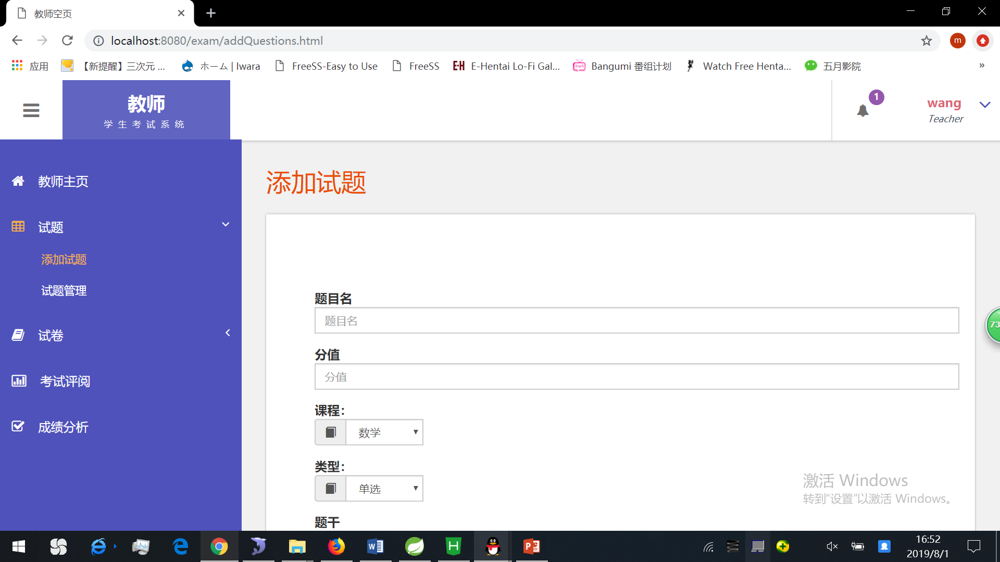 教师空页
localhost:8080/exam/addQuestions.html
m
应用
【新提醒】三次元 ...
ホーム | Iwara
FreeSS-Easy to Use
FreeSS
E-H
E-Hentai Lo-Fi Gal...
Bangumi 番组计划
Watch Free Henta...
五月影院
»
教师
学生考试系统
1
wang
Teacher
教师主页
试题
添加试题
试题管理
试卷
考试评阅
成绩分析
添加试题
题目名
题目名
分值
分值
课程：
数学
类型：
单选
题干
73
激活 Windows
转到“设置”以激活 Windows。
16:52
2019/8/1